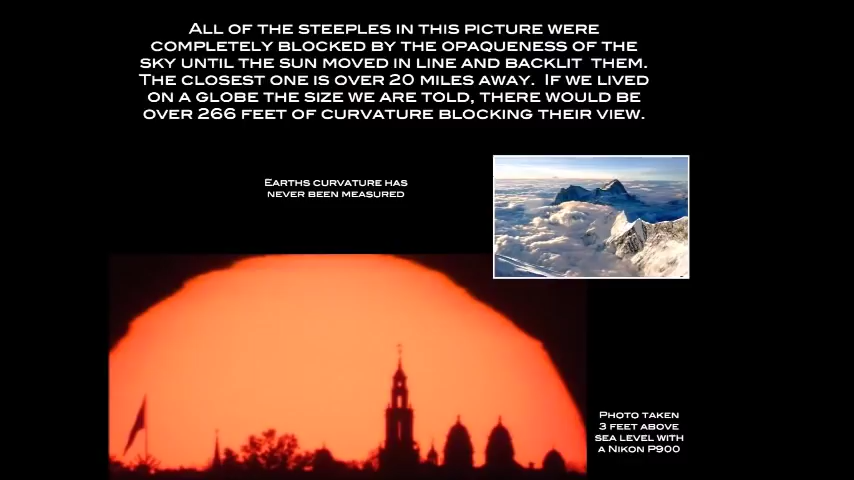 ALL OF THE STEEPLES IN THIS PICTURE WERE
COMPLETELY BLOCKED BY THE OPAQUENESS OF THE
SKY UNTIL THE SUN MOVED IN LINE AND BACKLIT THEM.
THE CLOSEST ONE IS OVER 20 MILES AWAY. IF WE LIVED
ON A GLOBE THE SIZE WE ARE TOLD, THERE WOULD BE
OVER 266 FEET OF CURVATURE BLOCKING THEIR VIEW.
EARTHS CURVATURE HAS
NEVER BEEN MEASURED
PHOTO TAKEN
3 FEET ABOVE
SEA LEVEL WITH
A NIKON P900